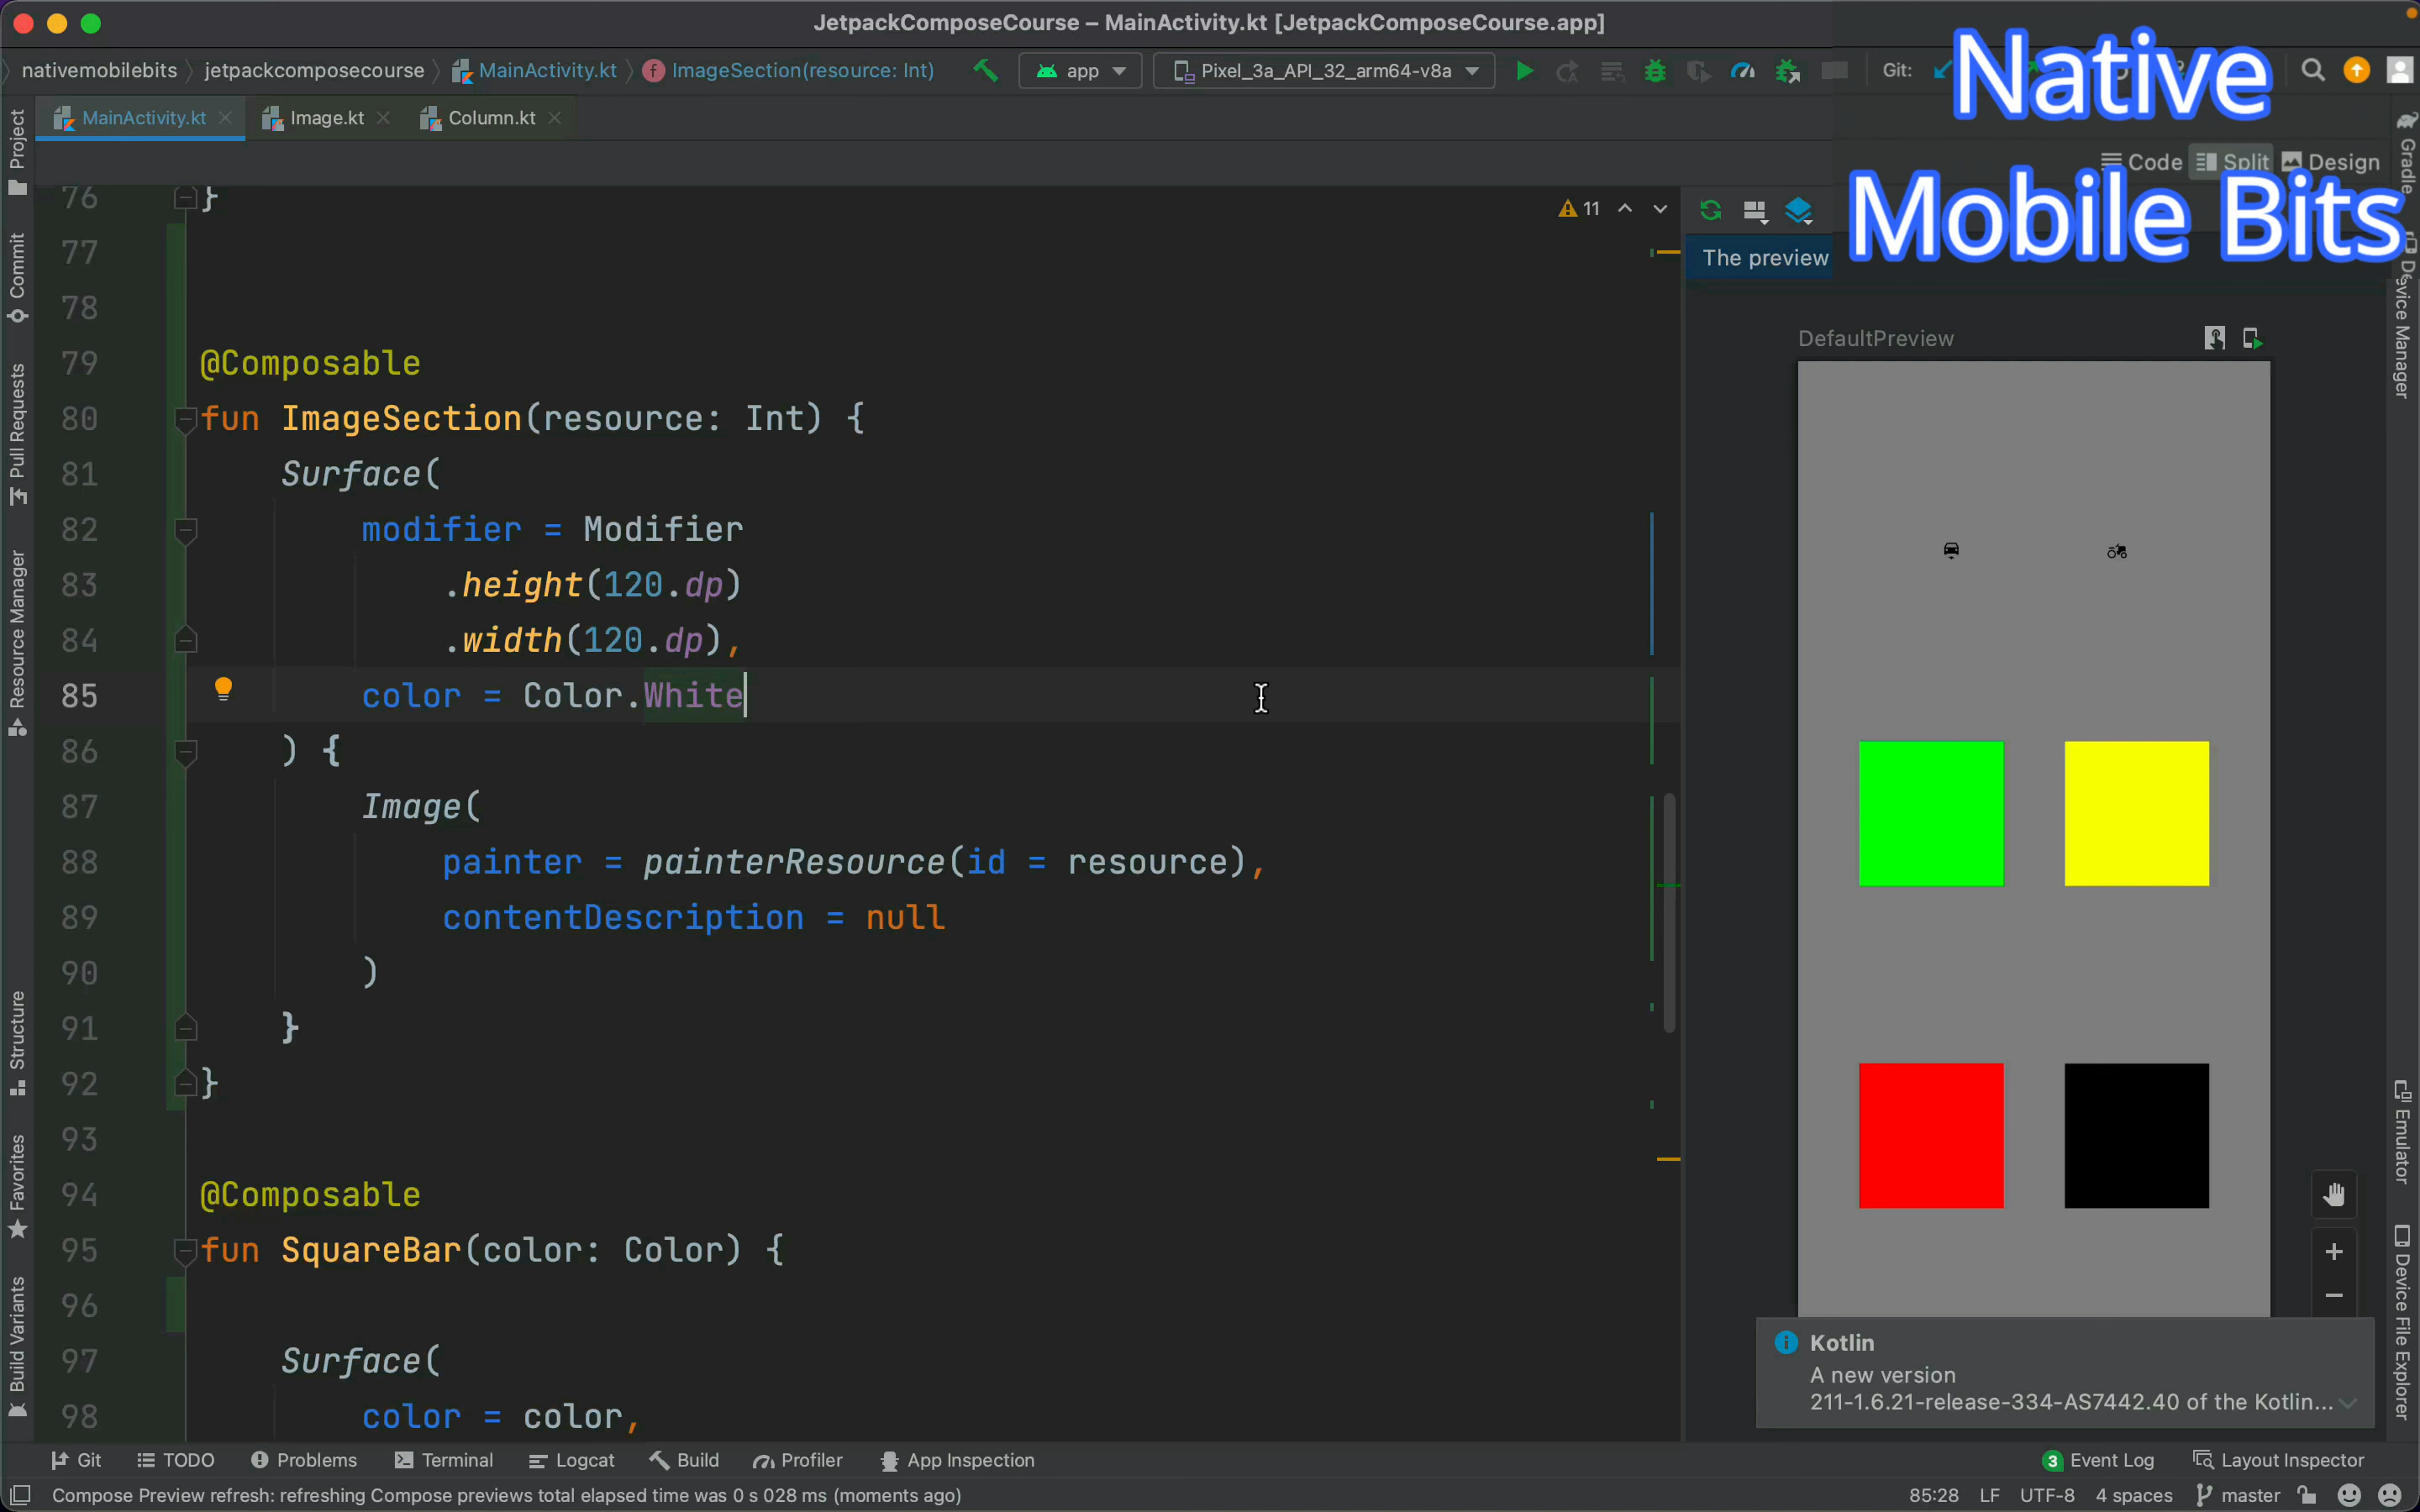 JetpackComposeCourse – MainActivity.kt [JetpackComposeCourse.app]
nativemobilebits jetpackcomposecourse MainActivity.kt ImageSection(resource: Int) app Pixel_3a_API_32_arm64-v8a Git:
Native
Mobile Bits
MainActivity.kt Image.kt Column.kt
Code Split Design
11
The preview
DefaultPreview
76 }
77
78
79 @Composable
80 fun ImageSection(resource: Int) {
81 Surface(
82 modifier = Modifier
83 .height(120.dp)
84 .width(120.dp),
85 color = Color.White
86 ) {
87 Image(
88 painter = painterResource(id = resource),
89 contentDescription = null
90 )
91 }
92 }
93
94 @Composable
95 fun SquareBar(color: Color) {
96
97 Surface(
98 color = color,
Project
Commit
Pull Requests
Resource Manager
Structure
Favorites
Build Variants
Gradle
Emulator
Device File Explorer
Kotlin
A new version
211-1.6.21-release-334-AS7442.40 of the Kotlin...
Git TODO Problems Terminal Logcat Build Profiler App Inspection 3 Event Log Layout Inspector
Compose Preview refresh: refreshing Compose previews total elapsed time was 0 s 028 ms (moments ago) 85:28 LF UTF-8 4 spaces master